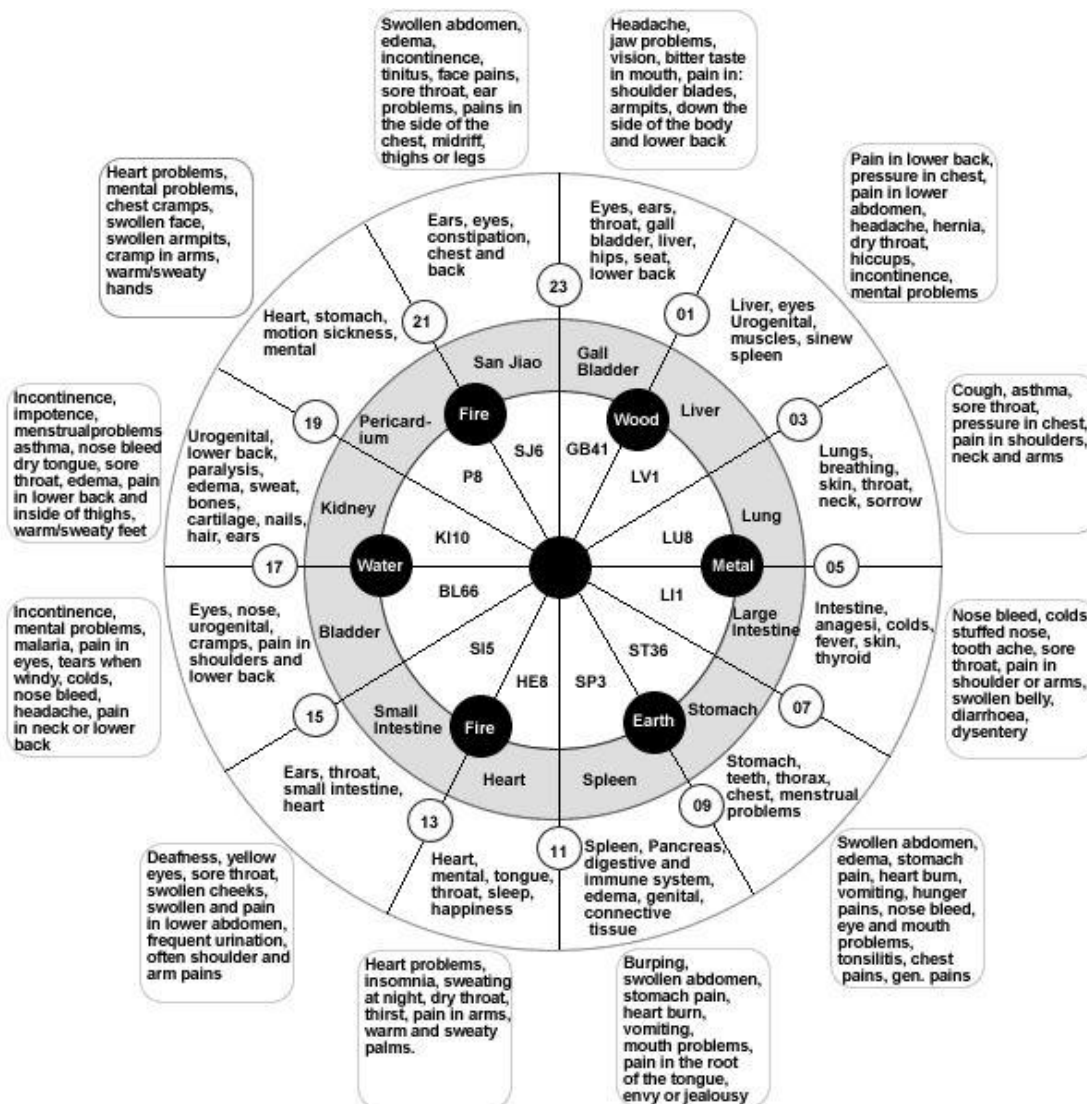 Swollen abdomen,
edema,
incontinence,
tinitus, face pains,
sore throat, ear
problems, pains in
the side of the
chest, midriff,
thighs or legs
Headache,
jaw problems,
vision, bitter taste
in mouth, pain in:
shoulder blades,
armpits, down the
side of the body
and lower back
Heart problems,
mental problems,
chest cramps,
swollen face,
swollen armpits,
cramp in arms,
warm/sweaty
hands
Pain in lower back,
pressure in chest,
pain in lower
abdomen,
headache, hernia,
dry throat,
hiccups,
incontinence,
mental problems
Ears, eyes,
constipation,
chest and
back
Eyes, ears,
throat, gall
bladder, liver,
hips, seat,
lower back
23
21
01
Heart, stomach,
motion sickness,
mental
Liver, eyes
Urogenital,
muscles, sinew
spleen
San Jiao
Gall
Bladder
Fire
Wood
Pericard-
ium
Liver
19
03
SJ6
GB41
P8
LV1
Incontinence,
impotence,
menstrualproblems
asthma, nose bleed
dry tongue, sore
throat, edema, pain
in lower back and
inside of thighs,
warm/sweaty feet
Urogenital,
lower back,
paralysis,
edema, sweat,
bones,
cartilage, nails,
hair, ears
Lungs,
breathing,
skin, throat,
neck, sorrow
Cough, asthma,
sore throat,
pressure in chest,
pain in shoulders,
neck and arms
Kidney
Lung
KI10
LU8
17
Water
Metal
05
BL66
LI1
Incontinence,
mental problems,
malaria, pain in
eyes, tears when
windy, colds,
nose bleed,
headache, pain
in neck or lower
back
Eyes, nose,
urogenital,
cramps, pain in
shoulders and
lower back
Bladder
Large
Intestine
Intestine,
anagesi, colds,
fever, skin,
thyroid
Nose bleed, colds
stuffed nose,
tooth ache, sore
throat, pain in
shoulder or arms,
swollen belly,
diarrhoea,
dysentery
SI5
ST36
HE8
SP3
15
07
Small
Intestine
Stomach
Fire
Earth
Heart
Spleen
Ears, throat,
small intestine,
heart
Stomach,
teeth, thorax,
chest, menstrual
problems
13
09
11
Heart,
mental, tongue,
throat, sleep,
happiness
Spleen, Pancreas,
digestive and
immune system,
edema, genital,
connective
tissue
Deafness, yellow
eyes, sore throat,
swollen cheeks,
swollen and pain
in lower abdomen,
frequent urination,
often shoulder and
arm pains
Swollen abdomen,
edema, stomach
pain, heart burn,
vomiting, hunger
pains, nose bleed,
eye and mouth
problems,
tonsilitis, chest
pains, gen. pains
Heart problems,
insomnia, sweating
at night, dry throat,
thirst, pain in arms,
warm and sweaty
palms.
Burping,
swollen abdomen,
stomach pain,
heart burn,
vomiting,
mouth problems,
pain in the root
of the tongue,
envy or jealousy